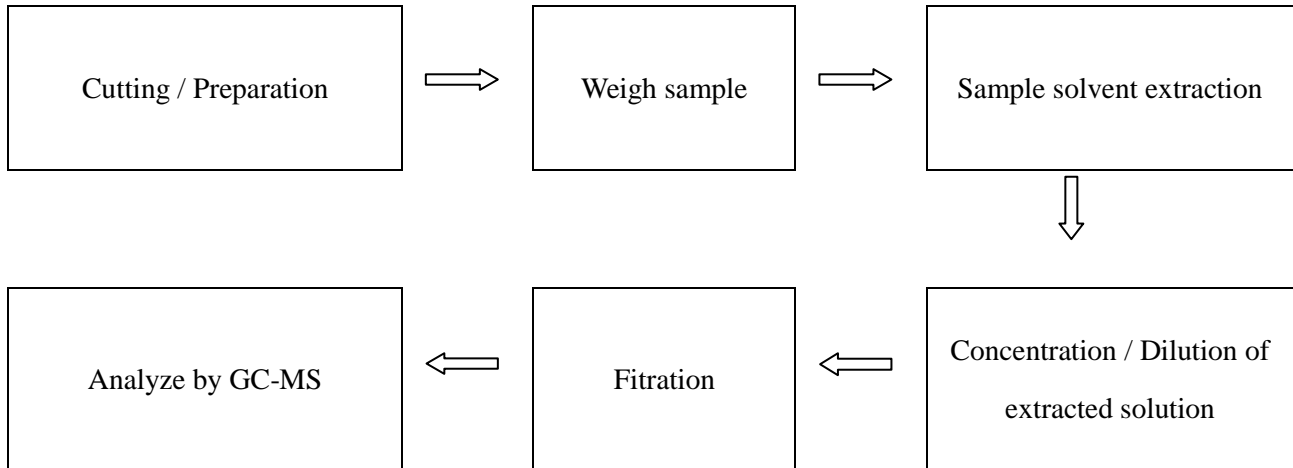 Cutting / Preparation
Weigh sample
Sample solvent extraction
Concentration / Dilution of
extracted solution
Fitration
Analyze by GC-MS